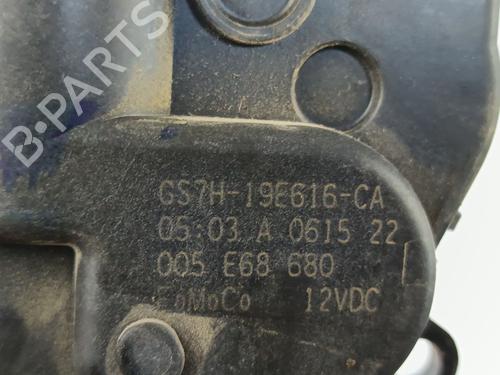 B-PARTS
GS7H-19E616-CA
05:03 A 0615 22
005 E68 680
FoMoCo 12VDC